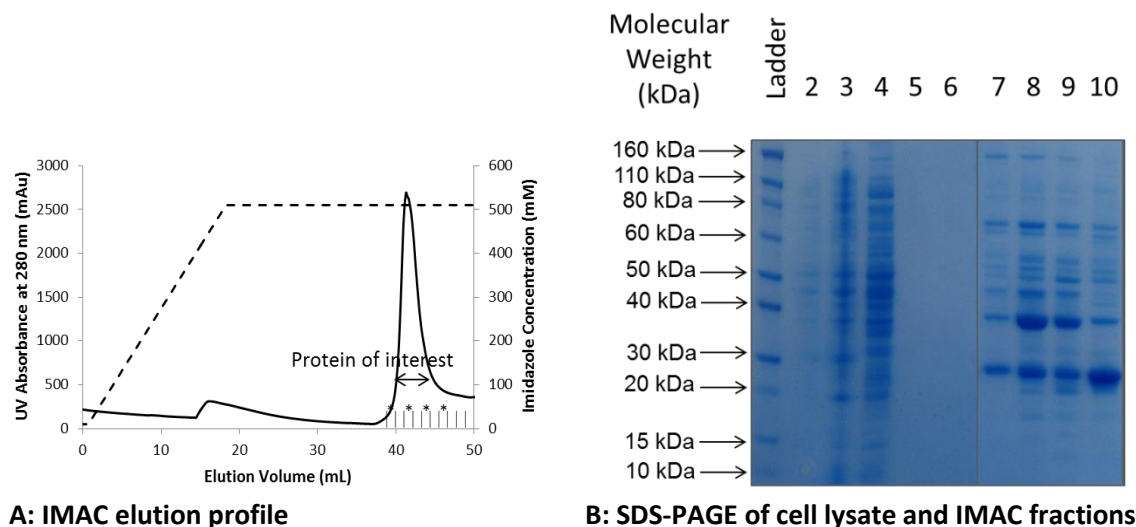 3000
2500
2000
1500
1000
500
0
UV Absorbance at 280 nm (mAu)
600
500
400
300
200
100
0
Imidazole Concentration (mM)
Protein of interest
* * * *
0 10 20 30 40 50
Elution Volume (mL)
A: IMAC elution profile
Molecular
Weight
(kDa)
Ladder 2 3 4 5 6 7 8 9 10
160 kDa
110 kDa
80 kDa
60 kDa
50 kDa
40 kDa
30 kDa
20 kDa
15 kDa
10 kDa
B: SDS-PAGE of cell lysate and IMAC fractions